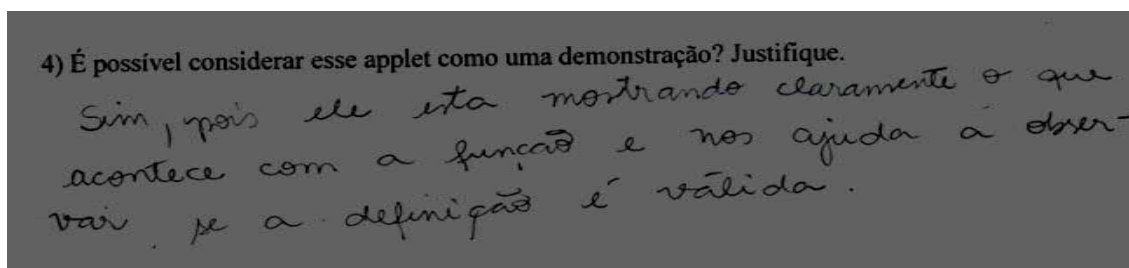 4) É possível considerar esse applet como uma demonstração? Justifique.
Sim, pois ele esta mostrando claramente o que
acontece com a função e nos ajuda a obser-
var se a definição é válida.